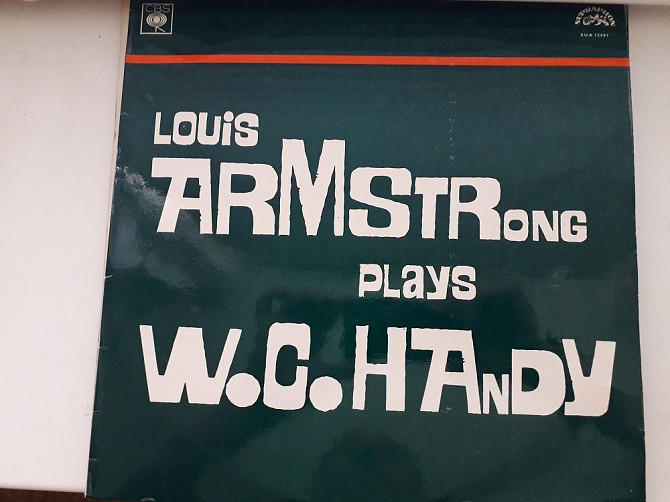 CBS
SUPRAPHON
LOUiS
ARMSTRONG
PLayS
W.C.HANDY